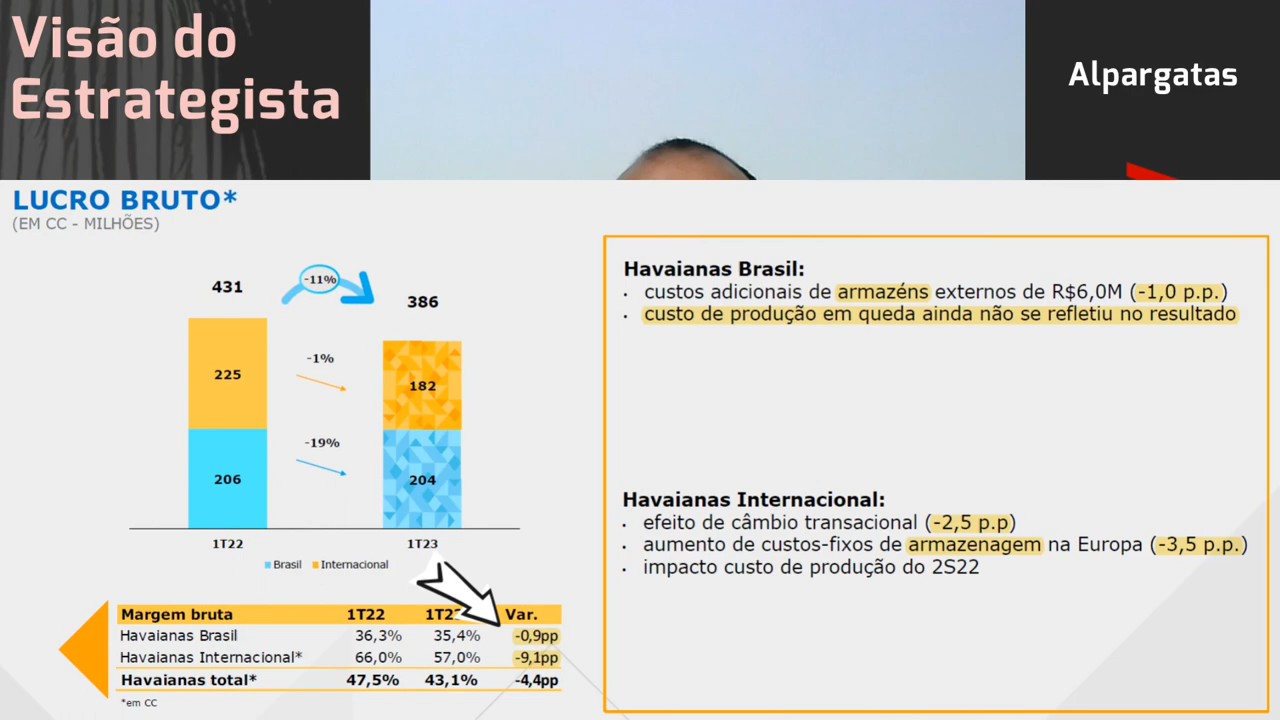 Visão do
Estrategista
Alpargatas
LUCRO BRUTO*
(EM CC - MILHÕES)
431
-11%
386
225
-1%
182
206
-19%
204
1T22
1T23
Brasil
Internacional
Margem bruta 1T22 Var.
Havaianas Brasil 36,3% 35,4% -0,9pp
Havaianas Internacional* 66,0% 57,0% -9,1pp
Havaianas total* 47,5% 43,1% -4,4pp
*em CC
Havaianas Brasil:
· custos adicionais de armazéns externos de R$6,0M (-1,0 p.p.)
· custo de produção em queda ainda não se refletiu no resultado
Havaianas Internacional:
· efeito de câmbio transacional (-2,5 p.p)
· aumento de custos-fixos de armazenagem na Europa (-3,5 p.p.)
· impacto custo de produção do 2S22